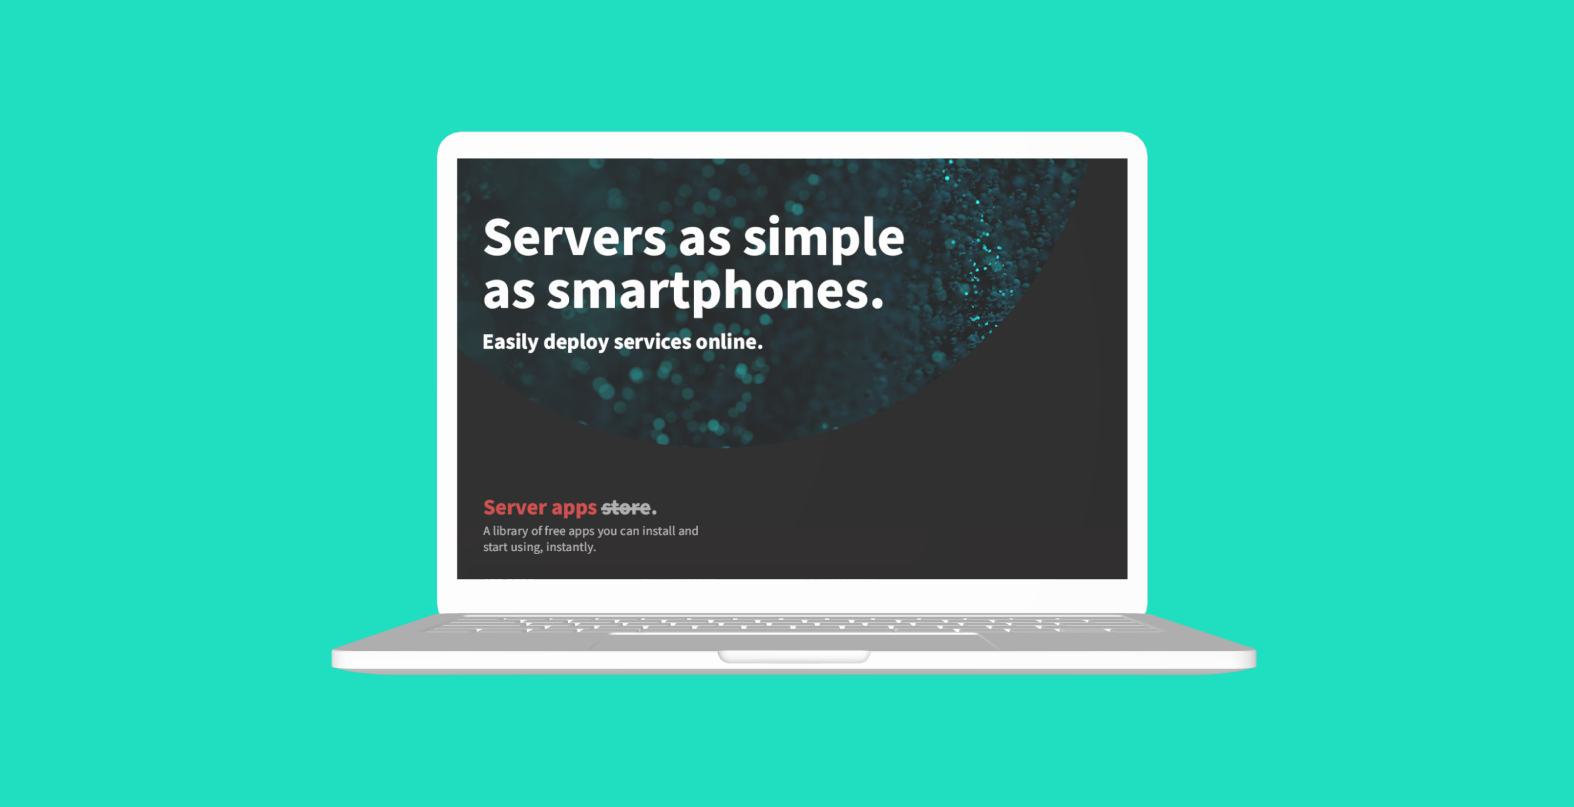 Servers as simple
as smartphones.
Easily deploy services online.
Server apps store.
A library of free apps you can install and
start using, instantly.